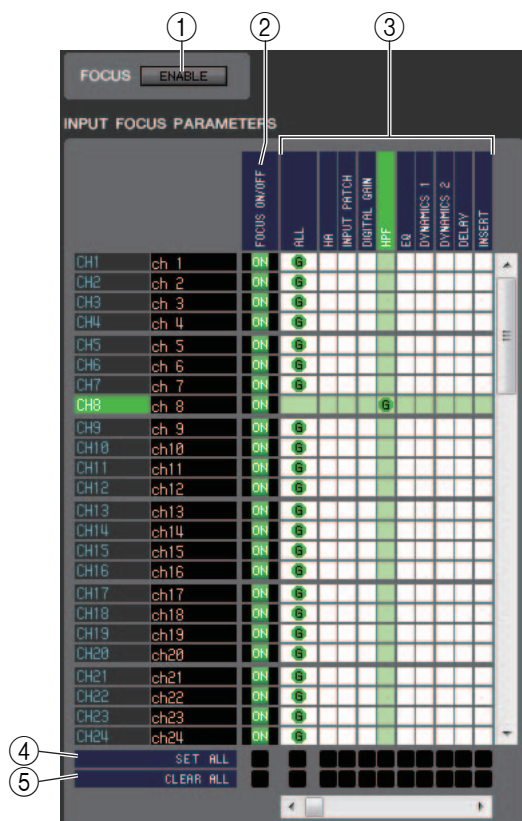 ① ② ③
FOCUS ENABLE
INPUT FOCUS PARAMETERS
FOCUS ON/OFF ALL HA INPUT PATCH DIGITAL GAIN HPF EQ DYNAMICS 1 DYNAMICS 2 DELAY INSERT
CH1 ch 1 ON G
CH2 ch 2 ON G
CH3 ch 3 ON G
CH4 ch 4 ON G
CH5 ch 5 ON G
CH6 ch 6 ON G
CH7 ch 7 ON G
CH8 ch 8 ON G
CH9 ch 9 ON G
CH10 ch10 ON G
CH11 ch11 ON G
CH12 ch12 ON G
CH13 ch13 ON G
CH14 ch14 ON G
CH15 ch15 ON G
CH16 ch16 ON G
CH17 ch17 ON G
CH18 ch18 ON G
CH19 ch19 ON G
CH20 ch20 ON G
CH21 ch21 ON G
CH22 ch22 ON G
CH23 ch23 ON G
CH24 ch24 ON G
④ SET ALL
⑤ CLEAR ALL